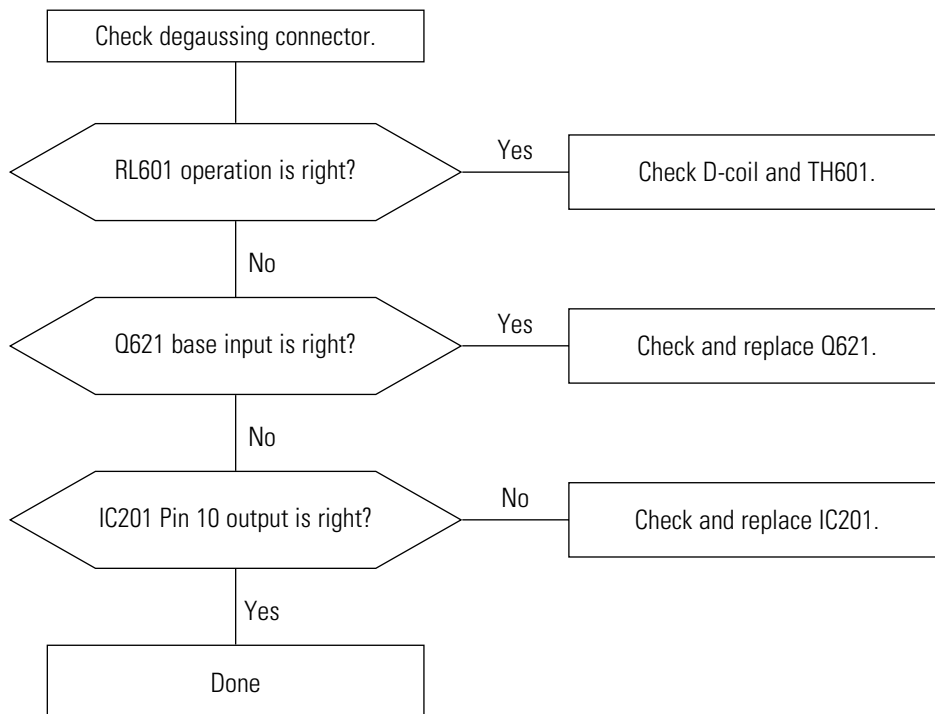 Check degaussing connector.
RL601 operation is right?
Yes
Check D-coil and TH601.
No
Q621 base input is right?
Yes
Check and replace Q621.
No
IC201 Pin 10 output is right?
No
Check and replace IC201.
Yes
Done